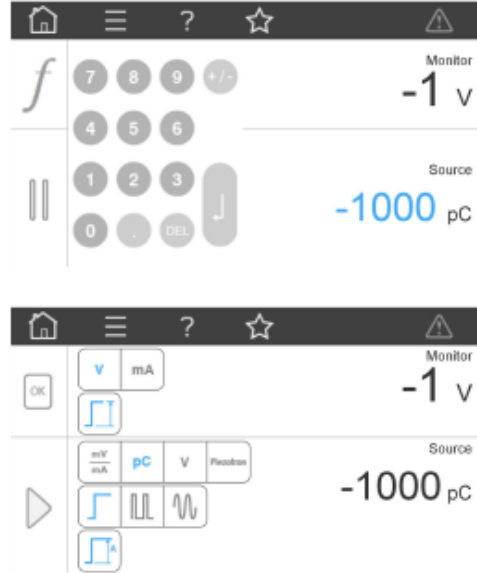 ?
f
Monitor
-1 V
7 8 9 +/-
4 5 6
1 2 3
0 . DEL
Source
-1000 pC
?
OK
V mA
Monitor
-1 V
mV/mA pC V Piezotron
A
Source
-1000 pC